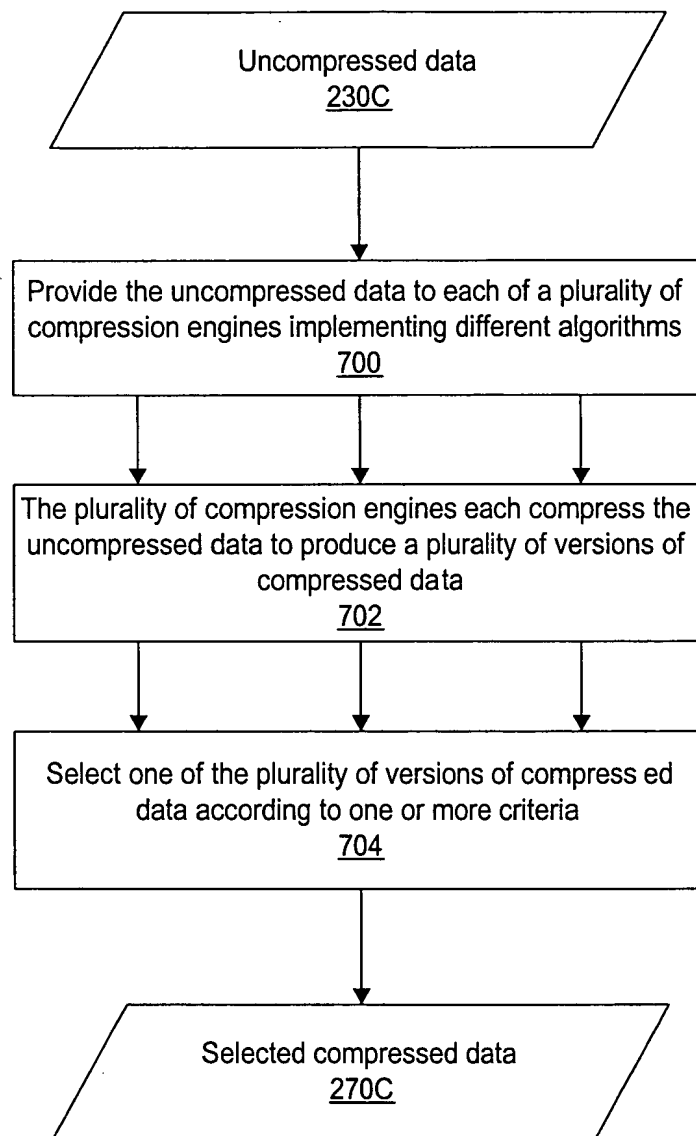 Uncompressed data
230C
Provide the uncompressed data to each of a plurality of
compression engines implementing different algorithms
700
The plurality of compression engines each compress the
uncompressed data to produce a plurality of versions of
compressed data
702
Select one of the plurality of versions of compress ed
data according to one or more criteria
704
Selected compressed data
270C